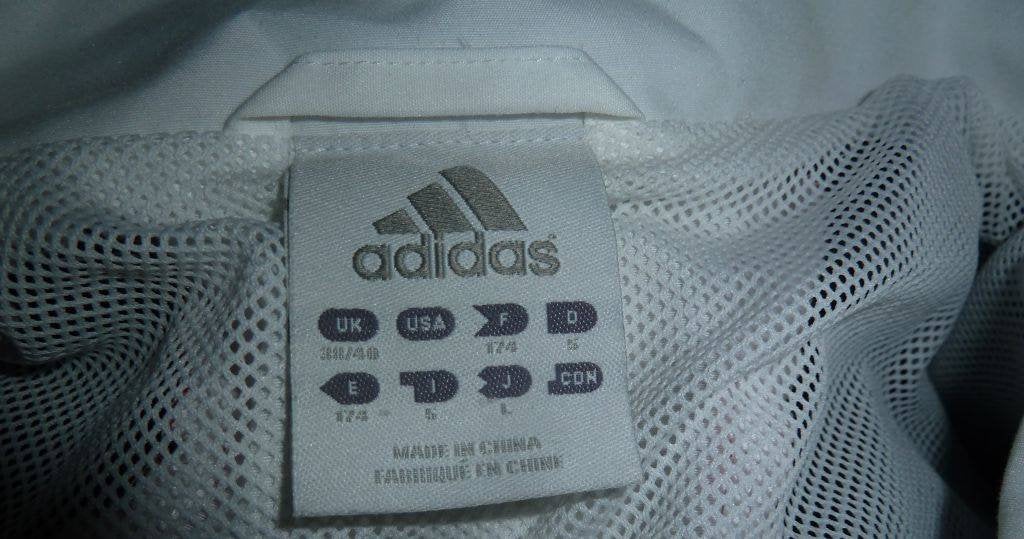 adidas
UK USA F D
38/40 174 5
E I J .COM
174 5 L
MADE IN CHINA
FABRIQUE EN CHINE